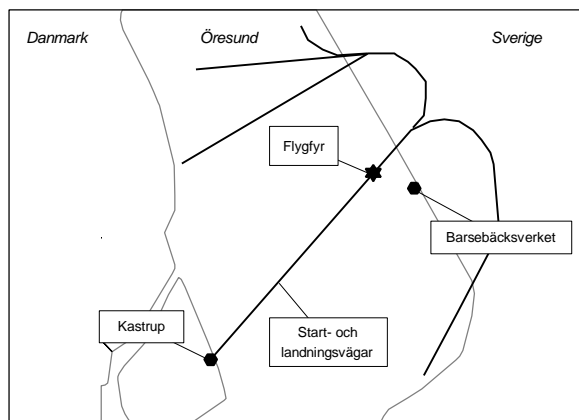 Danmark
Öresund
Sverige
Flygfyr
Barsebäcksverket
Kastrup
Start- och
landningsvägar